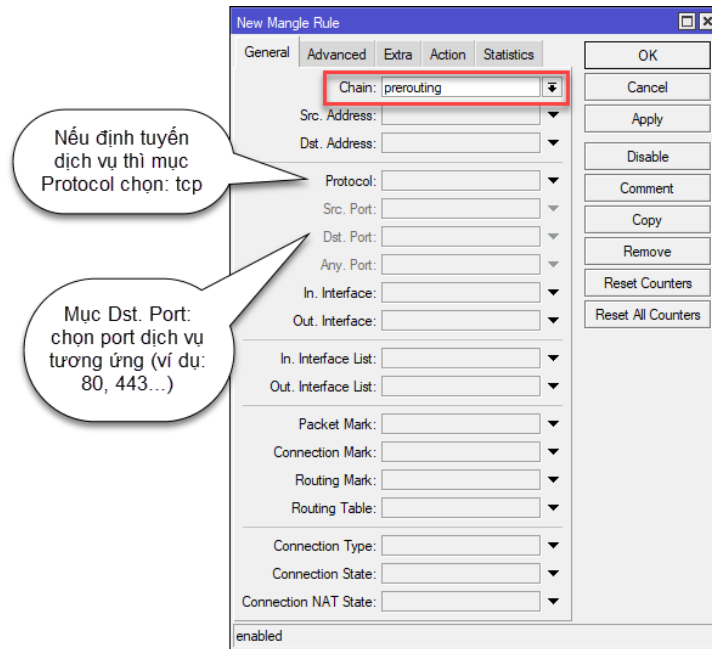 New Mangle Rule
General Advanced Extra Action Statistics
Chain: prerouting
Src. Address:
Dst. Address:
Protocol:
Src. Port:
Dst. Port:
Any. Port:
In. Interface:
Out. Interface:
In. Interface List:
Out. Interface List:
Packet Mark:
Connection Mark:
Routing Mark:
Routing Table:
Connection Type:
Connection State:
Connection NAT State:
enabled
OK
Cancel
Apply
Disable
Comment
Copy
Remove
Reset Counters
Reset All Counters
Nếu định tuyến
dịch vụ thì mục
Protocol chọn: tcp
Mục Dst. Port:
chọn port dịch vụ
tương ứng (ví dụ:
80, 443...)